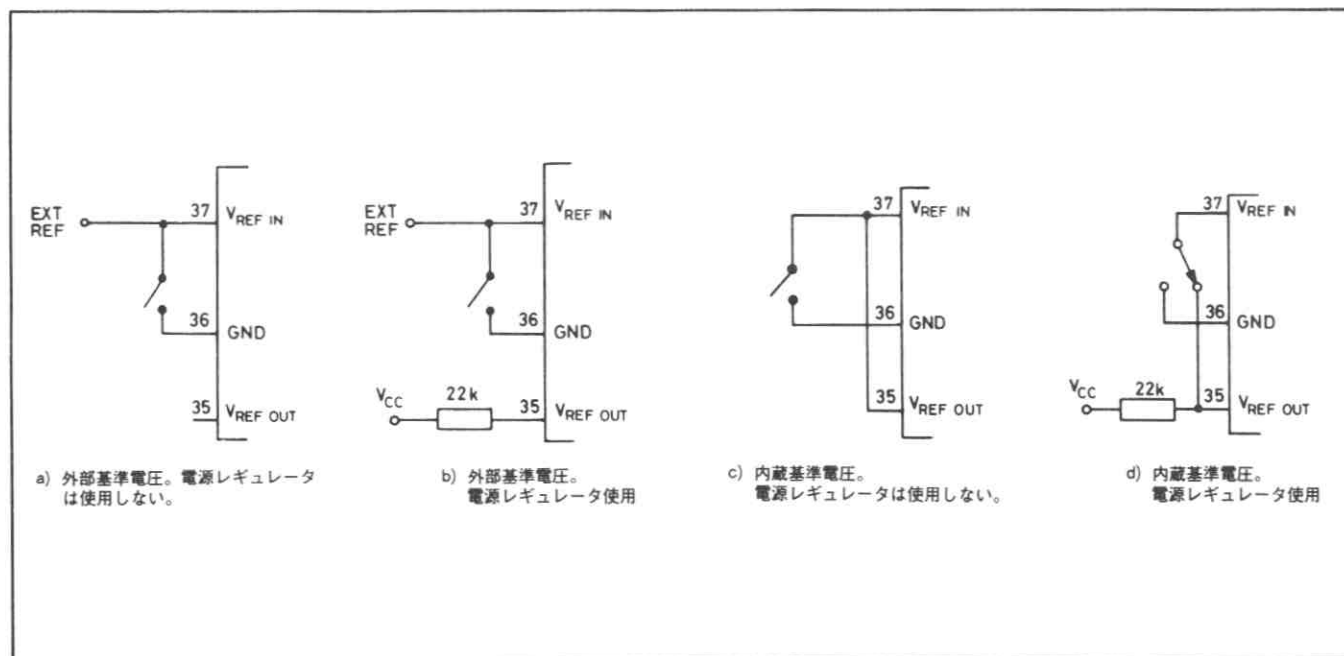 EXT
REF
37
V_REF IN
36
GND
35
V_REF OUT
a) 外部基準電圧。電源レギュレータ
は使用しない。
EXT
REF
37
V_REF IN
36
GND
V_CC
22k
35
V_REF OUT
b) 外部基準電圧。
電源レギュレータ使用
37
V_REF IN
36
GND
35
V_REF OUT
c) 内蔵基準電圧。
電源レギュレータは使用しない。
37
V_REF IN
36
GND
V_CC
22k
35
V_REF OUT
d) 内蔵基準電圧。
電源レギュレータ使用